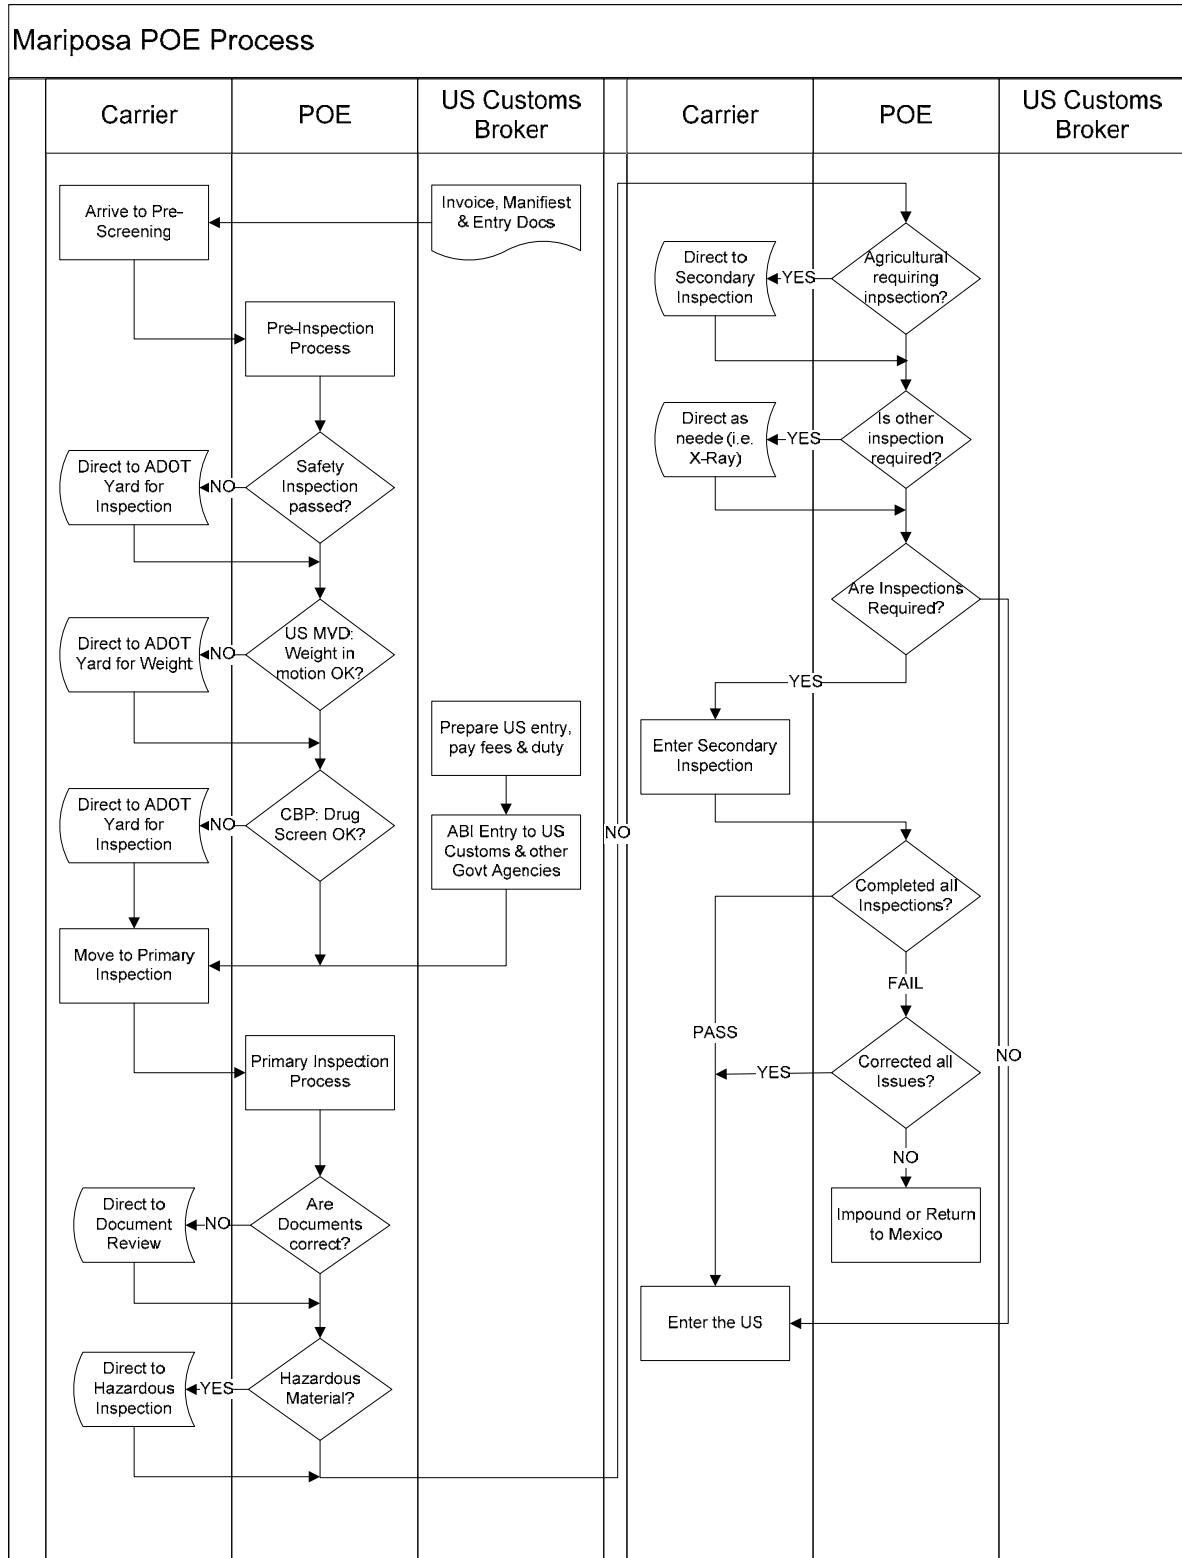 Mariposa POE Process
Carrier
POE
US Customs
Broker
Carrier
POE
US Customs
Broker
Arrive to Pre-
Screening
Invoice, Manifiest
& Entry Docs
Pre-Inspection
Process
Safety
Inspection
passed?
NO
Direct to ADOT
Yard for
Inspection
US MVD:
Weight in
motion OK?
NO
Direct to ADOT
Yard for Weight
Prepare US entry,
pay fees & duty
CBP: Drug
Screen OK?
NO
Direct to ADOT
Yard for
Inspection
ABI Entry to US
Customs & other
Govt Agencies
Move to Primary
Inspection
Primary Inspection
Process
Are
Documents
correct?
NO
Direct to
Document
Review
Hazardous
Material?
YES
Direct to
Hazardous
Inspection
NO
Agricultural
requiring
inpsection?
YES
Direct to
Secondary
Inspection
Is other
inspection
required?
YES
Direct as
neede (i.e.
X-Ray)
Are Inspections
Required?
YES
Enter Secondary
Inspection
Completed all
Inspections?
FAIL
PASS
Corrected all
Issues?
YES
NO
NO
Impound or Return
to Mexico
Enter the US